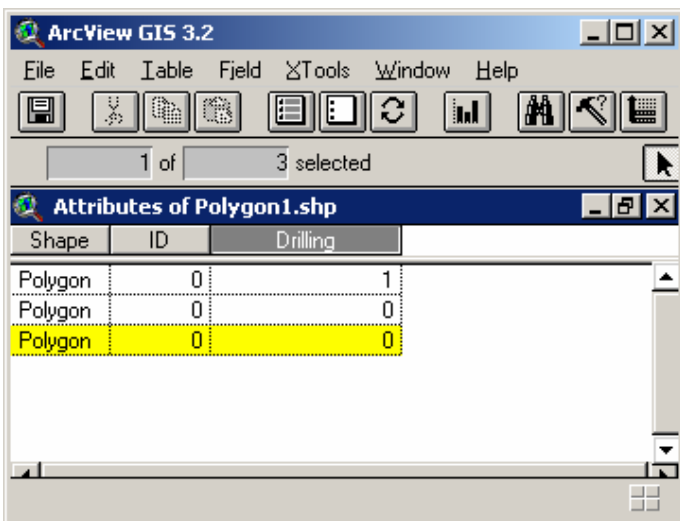 ArcView GIS 3.2
File Edit Table Field XTools Window Help
1 of 3 selected
Attributes of Polygon1.shp
Shape ID Drilling
Polygon 0 1
Polygon 0 0
Polygon 0 0